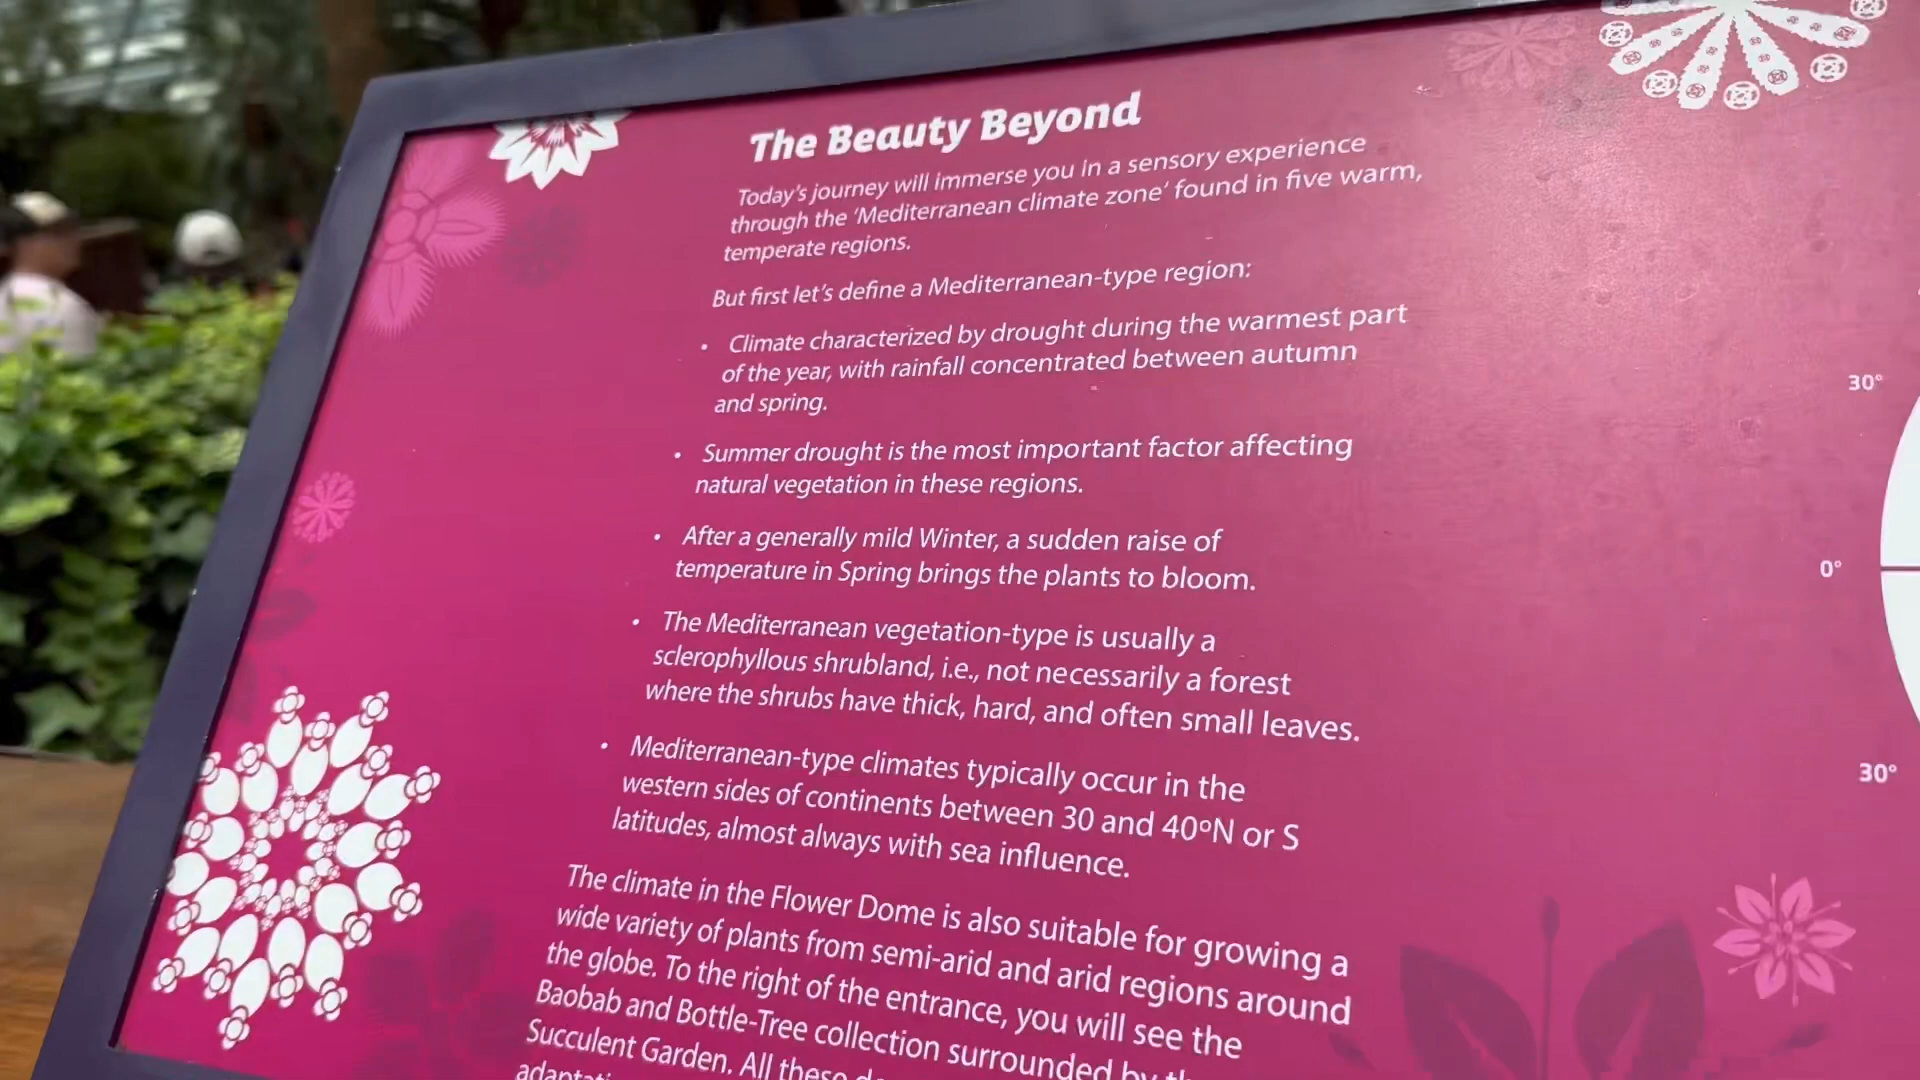 The Beauty Beyond
Today's journey will immerse you in a sensory experience
through the 'Mediterranean climate zone' found in five warm,
temperate regions.
But first let's define a Mediterranean-type region:
• Climate characterized by drought during the warmest part
of the year, with rainfall concentrated between autumn
and spring.
• Summer drought is the most important factor affecting
natural vegetation in these regions.
• After a generally mild Winter, a sudden raise of
temperature in Spring brings the plants to bloom.
• The Mediterranean vegetation-type is usually a
sclerophyllous shrubland, i.e., not necessarily a forest
where the shrubs have thick, hard, and often small leaves.
• Mediterranean-type climates typically occur in the
western sides of continents between 30 and 40ºN or S
latitudes, almost always with sea influence.
The climate in the Flower Dome is also suitable for growing a
wide variety of plants from semi-arid and arid regions around
the globe. To the right of the entrance, you will see the
Baobab and Bottle-Tree collection surrounded by
Succulent Garden. All these
30°
0°
30°